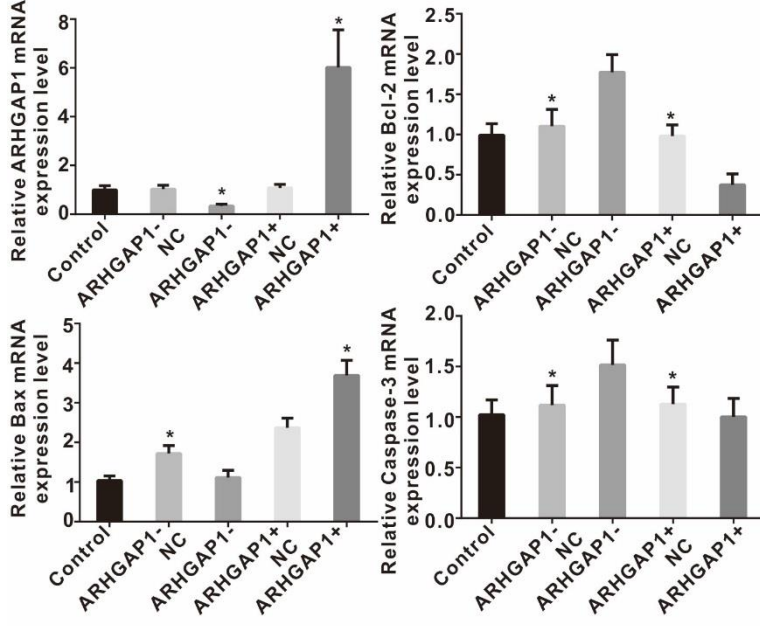 Relative ARHGAP1 mRNA
expression level
8
6
4
2
0
*
*
Control
ARHGAP1-
NC
ARHGAP1-
ARHGAP1+
NC
ARHGAP1+
Relative Bcl-2 mRNA
expression level
2.5
2.0
1.5
1.0
0.5
0.0
*
*
Control
ARHGAP1-
NC
ARHGAP1-
ARHGAP1+
NC
ARHGAP1+
Relative Bax mRNA
expression level
5
4
3
2
1
0
*
*
Control
ARHGAP1-
NC
ARHGAP1-
ARHGAP1+
NC
ARHGAP1+
Relative Caspase-3 mRNA
expression level
2.0
1.5
1.0
0.5
0.0
*
*
Control
ARHGAP1-
NC
ARHGAP1-
ARHGAP1+
NC
ARHGAP1+